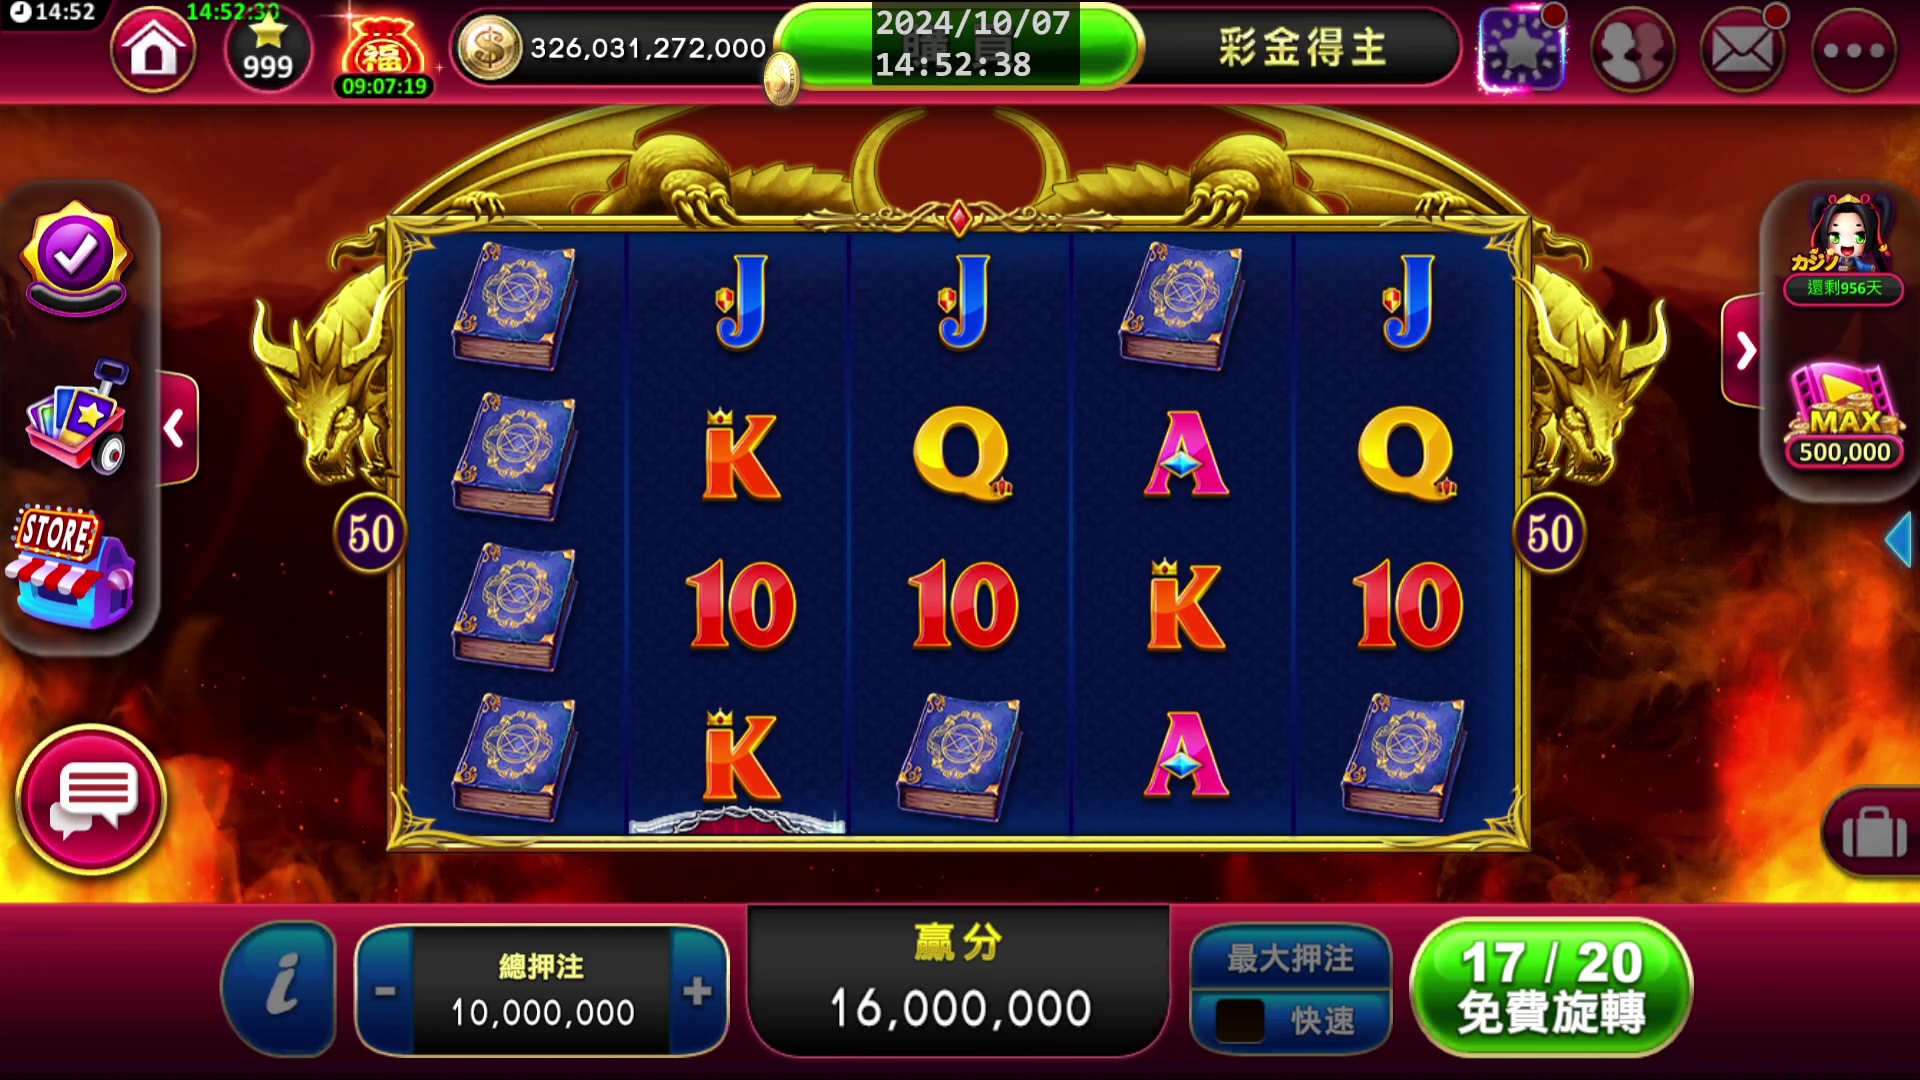 14:52
14:52:30
999
福
09:07:19
326,031,272,000
2024/10/07
14:52:38
彩金得主
カジノ
還剩956天
MAX
500,000
STORE
J J J
K Q A Q
50 50
10 10 K 10
K A
總押注
10,000,000
贏分
16,000,000
最大押注
快速
17 / 20
免費旋轉